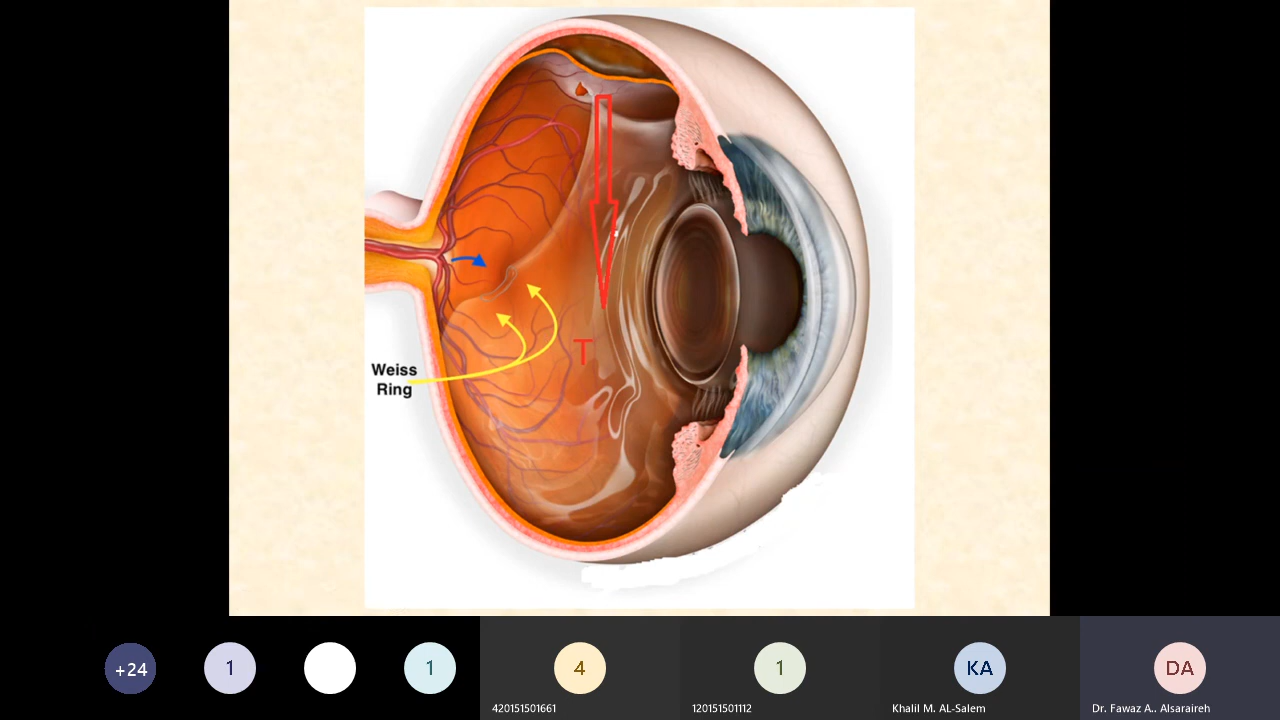 Weiss
Ring
T
+24
1
1
4
1
KA
DA
420151501661
120151501112
Khalil M. AL-Salem
Dr. Fawaz A.. Alsaraireh